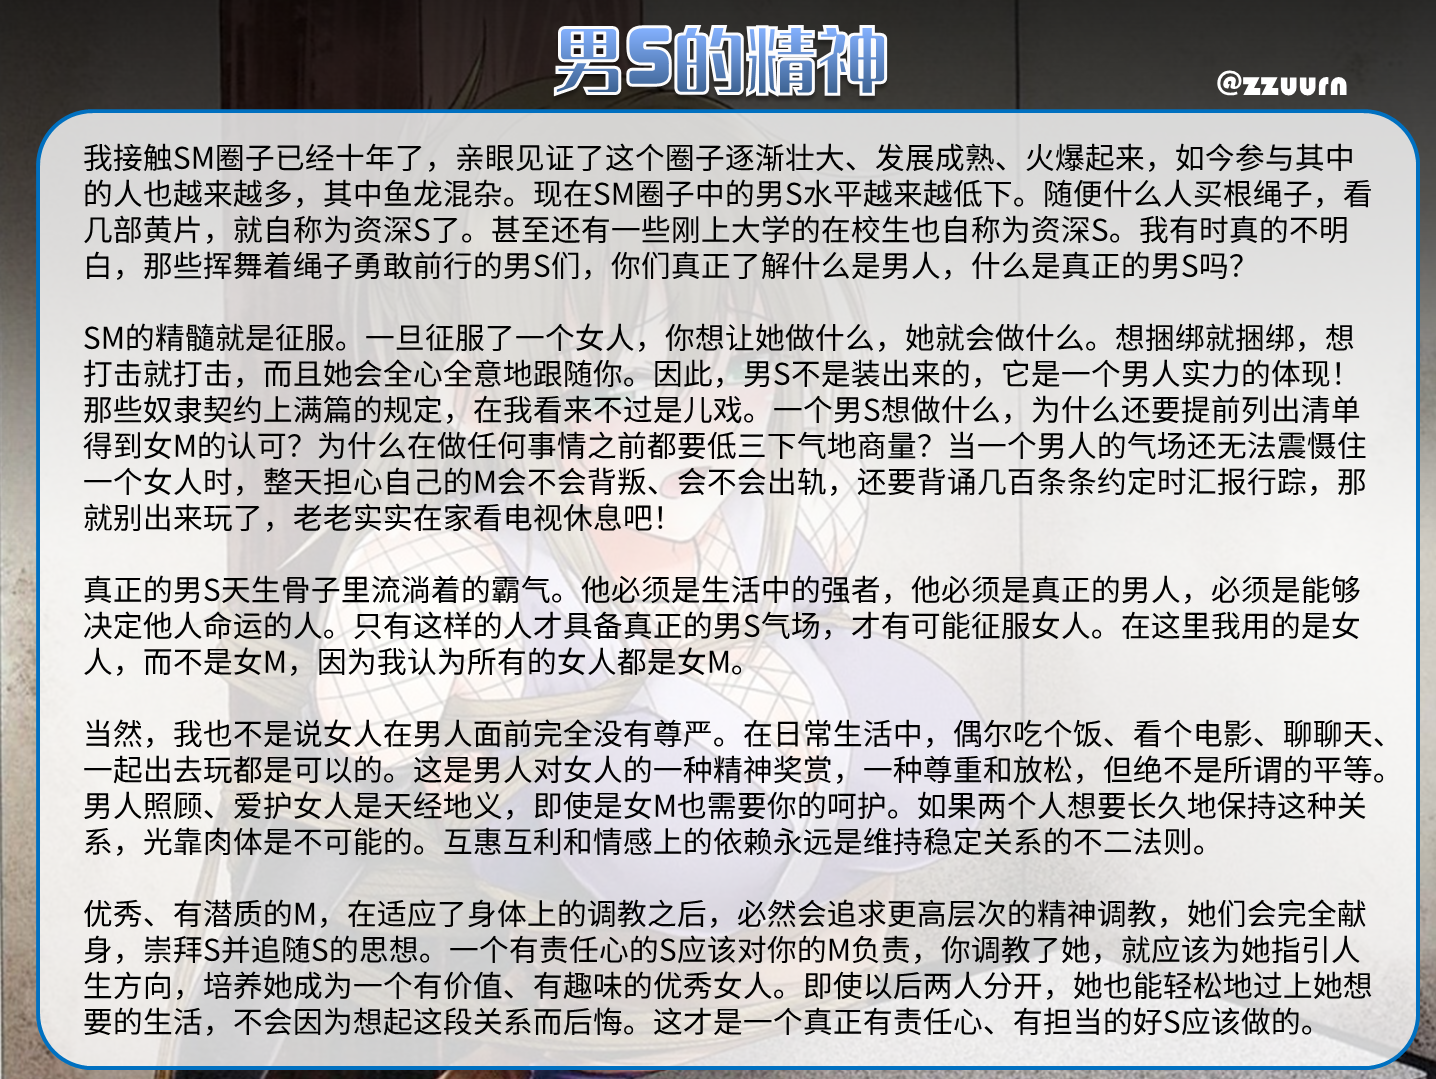 男S的精神
@zzuurn
我接触SM圈子已经十年了，亲眼见证了这个圈子逐渐壮大、发展成熟、火爆起来，如今参与其中
的人也越来越多，其中鱼龙混杂。现在SM圈子中的男S水平越来越低下。随便什么人买根绳子，看
几部黄片，就自称为资深S了。甚至还有一些刚上大学的在校生也自称为资深S。我有时真的不明
白，那些挥舞着绳子勇敢前行的男S们，你们真正了解什么是男人，什么是真正的男S吗？
SM的精髓就是征服。一旦征服了一个女人，你想让她做什么，她就会做什么。想捆绑就捆绑，想
打击就打击，而且她会全心全意地跟随你。因此，男S不是装出来的，它是一个男人实力的体现！
那些奴隶契约上满篇的规定，在我看来不过是儿戏。一个男S想做什么，为什么还要提前列出清单
得到女M的认可？为什么在做任何事情之前都要低三下气地商量？当一个男人的气场还无法震慑住
一个女人时，整天担心自己的M会不会背叛、会不会出轨，还要背诵几百条条约定时汇报行踪，那
就别出来玩了，老老实实在家看电视休息吧！
真正的男S天生骨子里流淌着的霸气。他必须是生活中的强者，他必须是真正的男人，必须是能够
决定他人命运的人。只有这样的人才具备真正的男S气场，才有可能征服女人。在这里我用的是女
人，而不是女M，因为我认为所有的女人都是女M。
当然，我也不是说女人在男人面前完全没有尊严。在日常生活中，偶尔吃个饭、看个电影、聊聊天、
一起出去玩都是可以的。这是男人对女人的一种精神奖赏，一种尊重和放松，但绝不是所谓的平等。
男人照顾、爱护女人是天经地义，即使是女M也需要你的呵护。如果两个人想要长久地保持这种关
系，光靠肉体是不可能的。互惠互利和情感上的依赖永远是维持稳定关系的不二法则。
优秀、有潜质的M，在适应了身体上的调教之后，必然会追求更高层次的精神调教，她们会完全献
身，崇拜S并追随S的思想。一个有责任心的S应该对你的M负责，你调教了她，就应该为她指引人
生方向，培养她成为一个有价值、有趣味的优秀女人。即使以后两人分开，她也能轻松地过上她想
要的生活，不会因为想起这段关系而后悔。这才是一个真正有责任心、有担当的好S应该做的。